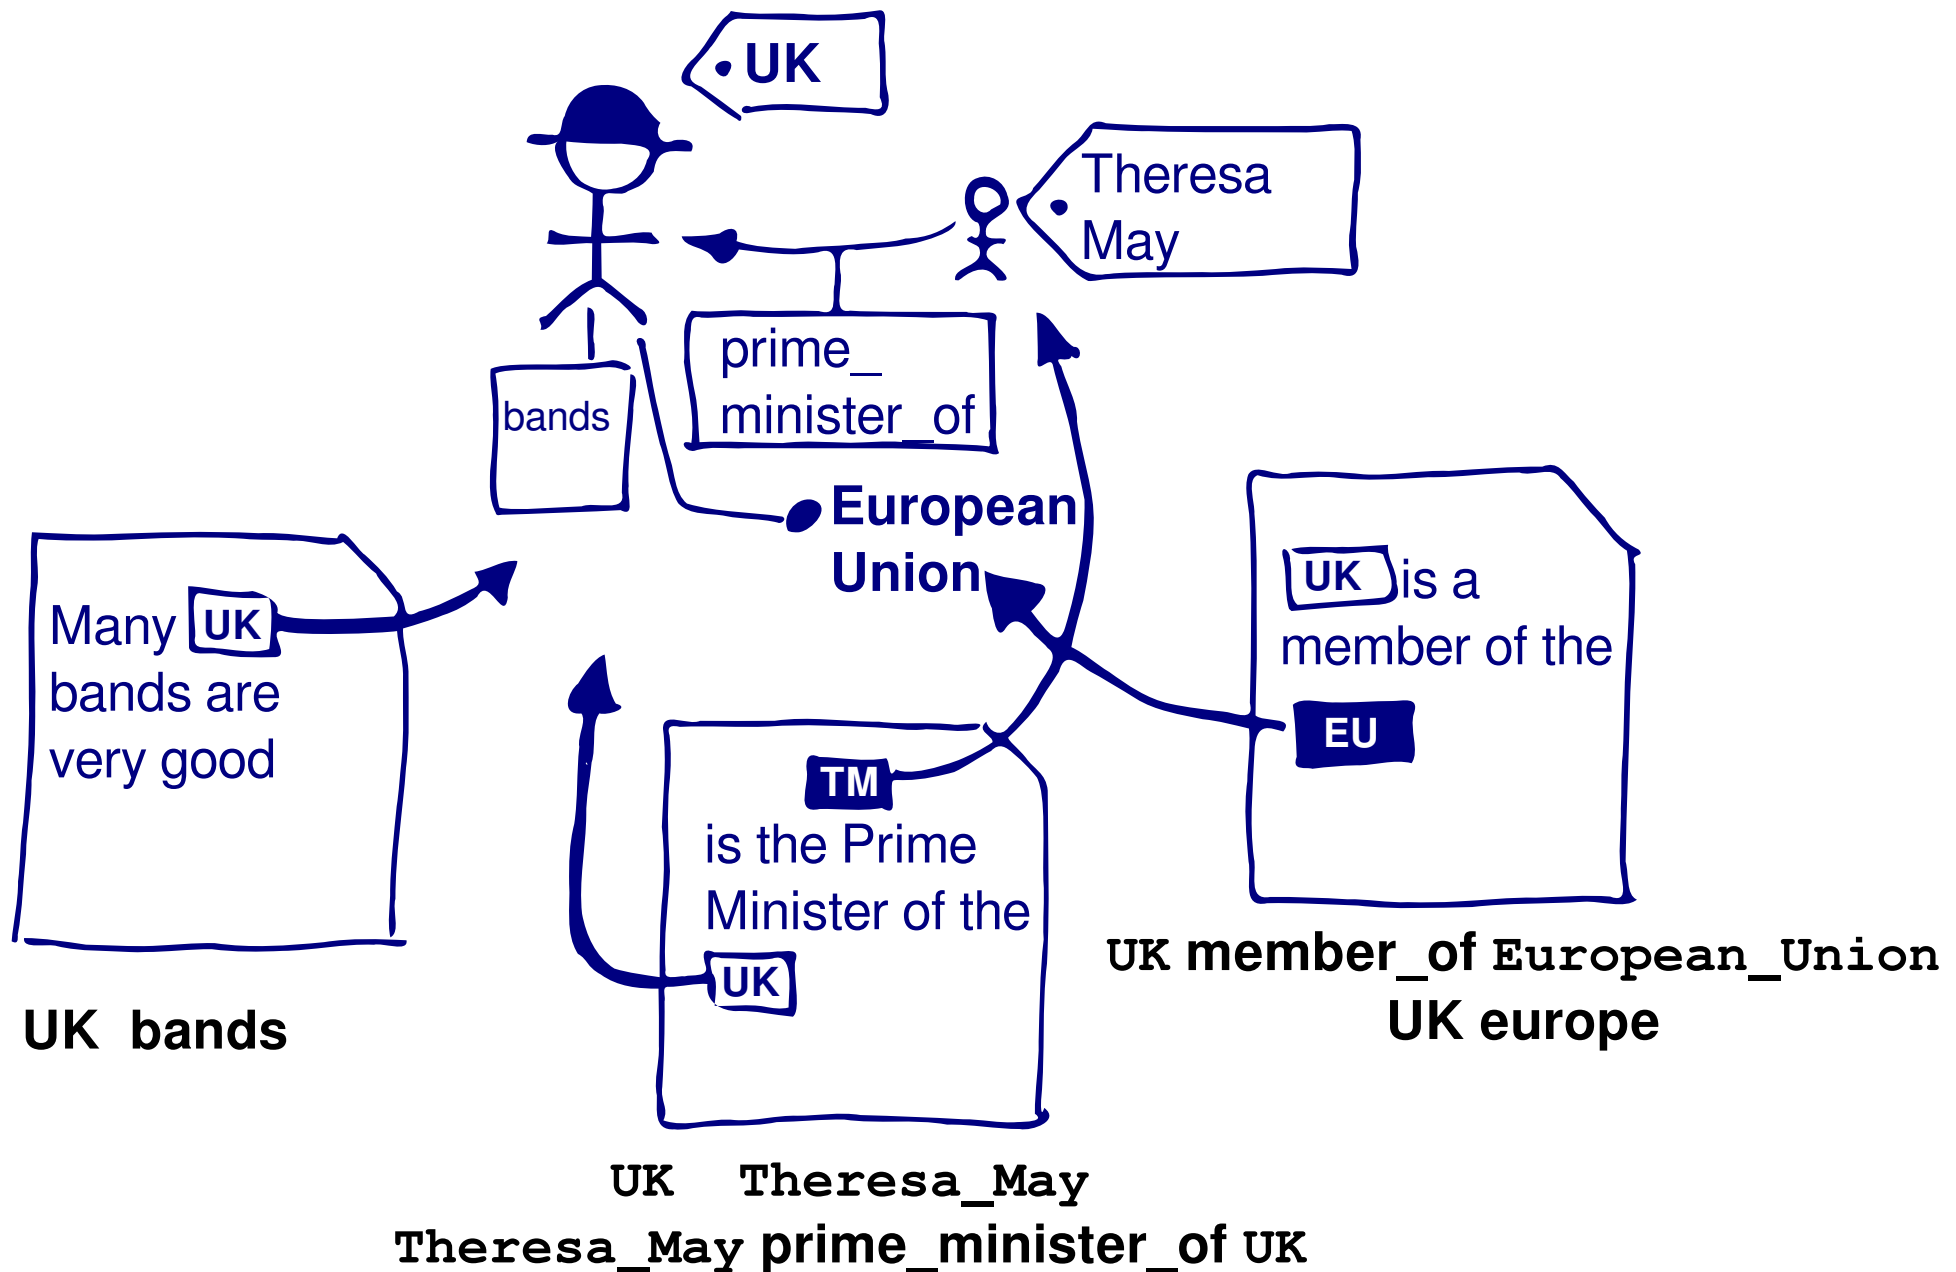 UK
Theresa
May
prime_
minister_of
bands
European
Union
Many UK
bands are
very good
UK is a
member of the
EU
TM
is the Prime
Minister of the
UK
UK bands
UK member_of European_Union
UK europe
UK Theresa_May
Theresa_May prime_minister_of UK